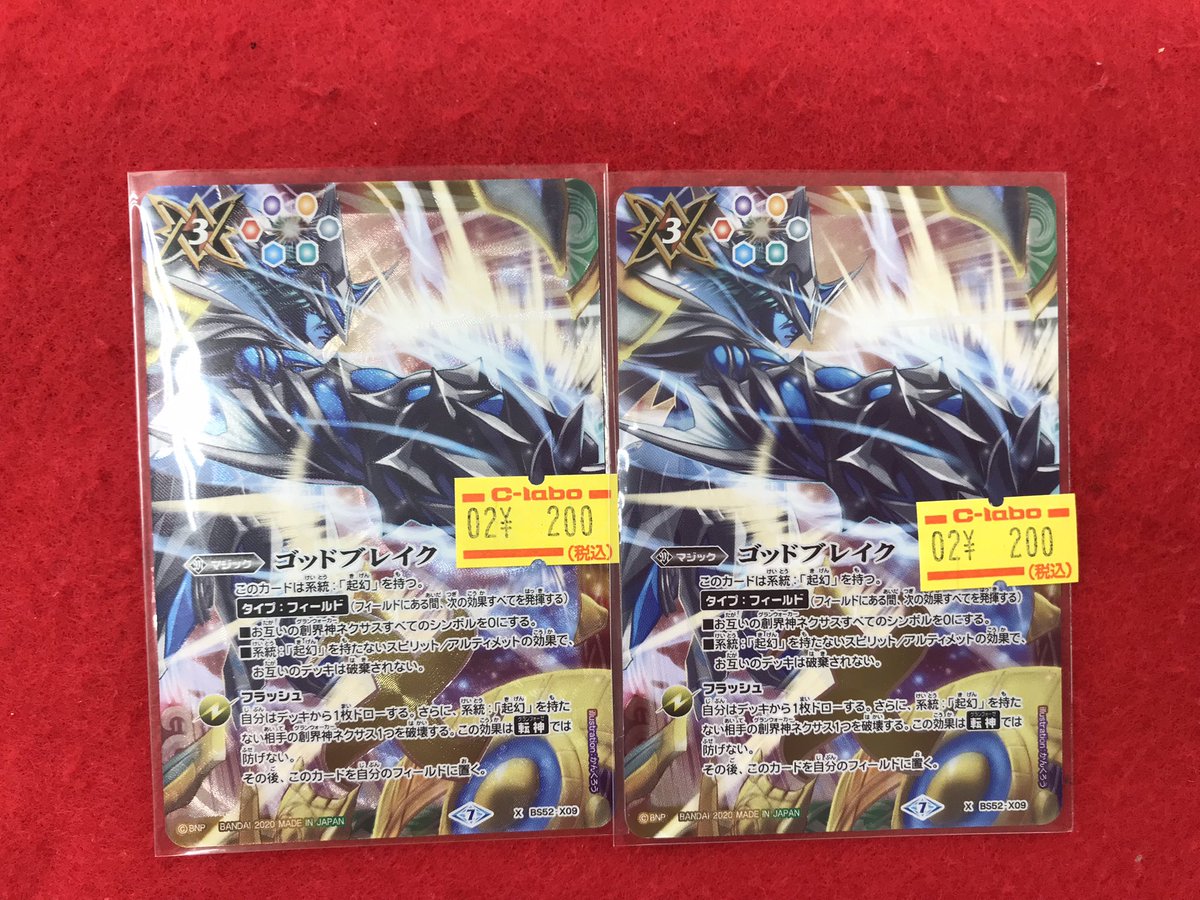 3
C-labo
02¥ 200
(税込)
マジック ゴッドブレイク
このカードは系統:「起幻」を持つ。
タイプ:フィールド (フィールドにある間、次の効果すべてを発揮する)
■お互いの創界神ネクサスすべてのシンボルを0にする。
■系統:「起幻」を持たないスピリット/アルティメットの効果で、
お互いのデッキは破棄されない。
フラッシュ
自分はデッキから1枚ドローする。さらに、系統:「起幻」を持た
ない相手の創界神ネクサス1つを破壊する。この効果は 転神 では
防げない。
その後、このカードを自分のフィールドに置く。
illustration:かんくろう
©BNP BANDAI 2020 MADE IN JAPAN 7 X BS52-X09
3
C-labo
02¥ 200
(税込)
マジック ゴッドブレイク
このカードは系統:「起幻」を持つ。
タイプ:フィールド (フィールドにある間、次の効果すべてを発揮する)
■お互いの創界神ネクサスすべてのシンボルを0にする。
■系統:「起幻」を持たないスピリット/アルティメットの効果で、
お互いのデッキは破棄されない。
フラッシュ
自分はデッキから1枚ドローする。さらに、系統:「起幻」を持た
ない相手の創界神ネクサス1つを破壊する。この効果は 転神 では
防げない。
その後、このカードを自分のフィールドに置く。
illustration:かんくろう
©BNP BANDAI 2020 MADE IN JAPAN 7 X BS52-X09